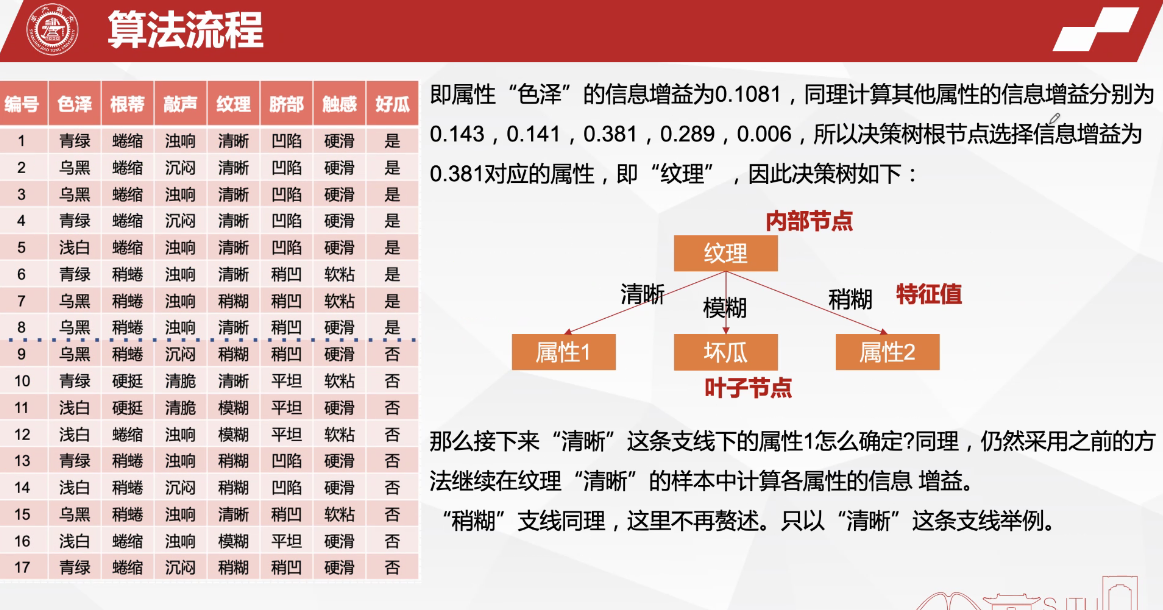 算法流程
编号 色泽 根蒂 敲声 纹理 脐部 触感 好瓜
1 青绿 蜷缩 浊响 清晰 凹陷 硬滑 是
2 乌黑 蜷缩 沉闷 清晰 凹陷 硬滑 是
3 乌黑 蜷缩 浊响 清晰 凹陷 硬滑 是
4 青绿 蜷缩 沉闷 清晰 凹陷 硬滑 是
5 浅白 蜷缩 浊响 清晰 凹陷 硬滑 是
6 青绿 稍蜷 浊响 清晰 稍凹 软粘 是
7 乌黑 稍蜷 浊响 稍糊 稍凹 软粘 是
8 乌黑 稍蜷 浊响 清晰 稍凹 硬滑 是
9 乌黑 稍蜷 沉闷 稍糊 稍凹 硬滑 否
10 青绿 硬挺 清脆 清晰 平坦 软粘 否
11 浅白 硬挺 清脆 模糊 平坦 硬滑 否
12 浅白 蜷缩 浊响 模糊 平坦 软粘 否
13 青绿 稍蜷 浊响 稍糊 凹陷 硬滑 否
14 浅白 稍蜷 沉闷 稍糊 凹陷 硬滑 否
15 乌黑 稍蜷 浊响 清晰 稍凹 软粘 否
16 浅白 蜷缩 浊响 模糊 平坦 硬滑 否
17 青绿 蜷缩 沉闷 稍糊 稍凹 硬滑 否
即属性“色泽”的信息增益为0.1081，同理计算其他属性的信息增益分别为
0.143，0.141，0.381，0.289，0.006，所以决策树根节点选择信息增益为
0.381对应的属性，即“纹理”，因此决策树如下：
内部节点
纹理
清晰
模糊
稍糊
特征值
属性1
坏瓜
属性2
叶子节点
那么接下来“清晰”这条支线下的属性1怎么确定?同理，仍然采用之前的方
法继续在纹理“清晰”的样本中计算各属性的信息 增益。
“稍糊”支线同理，这里不再赘述。只以“清晰”这条支线举例。